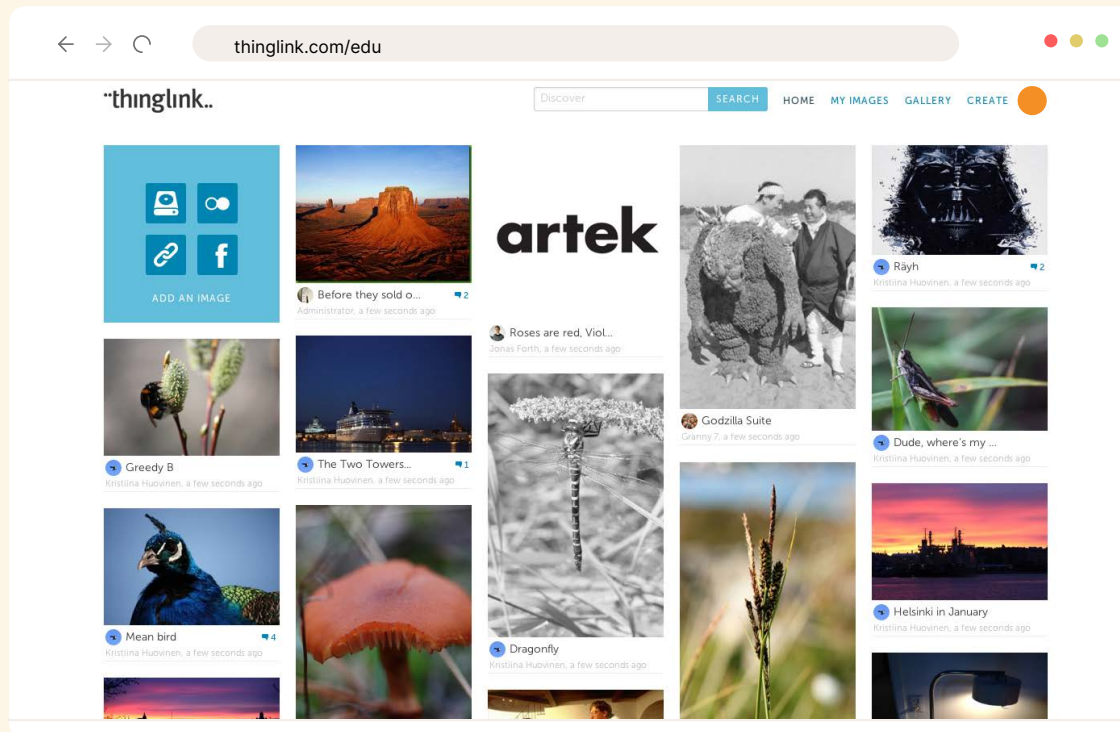 thinglink.com/edu
¨thınglınk..
Discover
SEARCH
HOME
MY IMAGES
GALLERY
CREATE
ADD AN IMAGE
Greedy B
Kristiina Huovinen, a few seconds ago
Mean bird
4
Kristiina Huovinen, a few seconds ago
Before they sold o...
2
Administrator, a few seconds ago
The Two Towers...
1
Kristiina Huovinen, a few seconds ago
artek
Roses are red, Viol...
Jonas Forth, a few seconds ago
Dragonfly
Kristiina Huovinen, a few seconds ago
Godzilla Suite
Granny 7, a few seconds ago
Räyh
2
Kristiina Huovinen, a few seconds ago
Dude, where's my ...
Kristiina Huovinen, a few seconds ago
Helsinki in January
Kristiina Huovinen, a few seconds ago